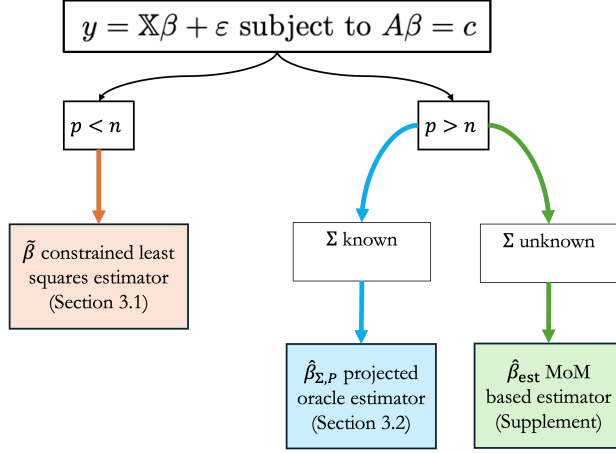 y = 𝕏β + ε subject to Aβ = c
p < n
p > n
Σ known
Σ unknown
β̃ constrained least
squares estimator
(Section 3.1)
β̂_{Σ,P} projected
oracle estimator
(Section 3.2)
β̂_{est} MoM
based estimator
(Supplement)